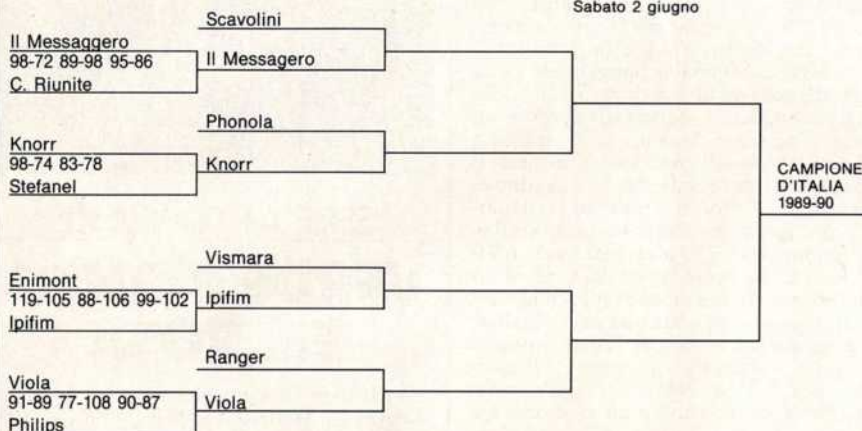 Sabato 2 giugno
Scavolini
Il Messaggero
98-72 89-98 95-86
C. Riunite
Il Messagero
Phonola
Knorr
98-74 83-78
Stefanel
Knorr
CAMPIONE
D'ITALIA
1989-90
Vismara
Enimont
119-105 88-106 99-102
Ipifim
Ipifim
Ranger
Viola
91-89 77-108 90-87
Philips
Viola